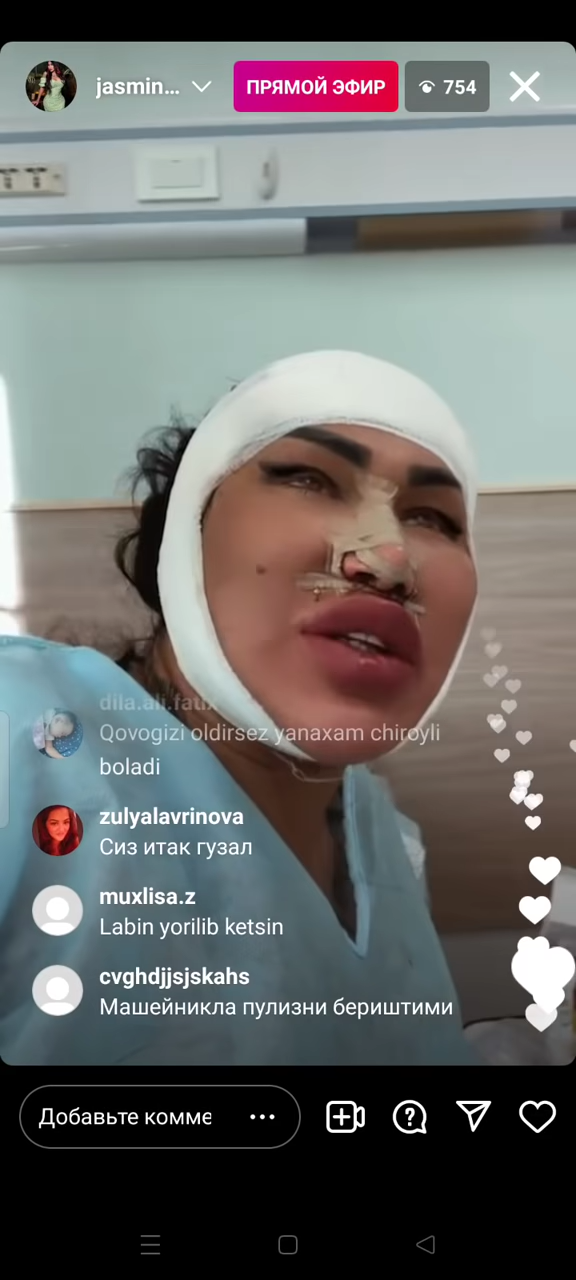 jasmin...
ПРЯМОЙ ЭФИР
754
dila.ali.fatix
Qovogizi oldirsez yanaxam chiroyli
boladi
zulyalavrinova
Сиз итак гузал
muxlisa.z
Labin yorilib ketsin
cvghdjjsjskahs
Машейникла пулизни бериштими
Добавьте комме